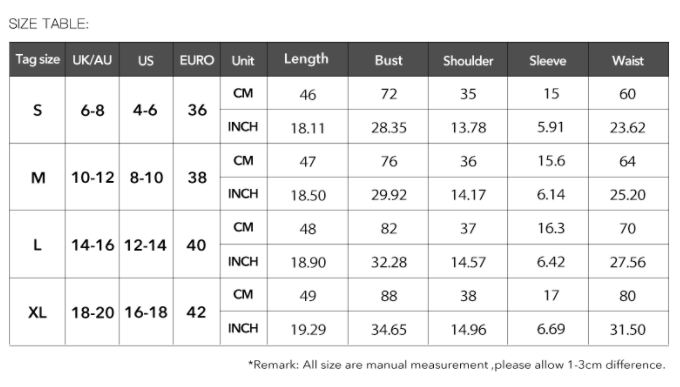 SIZE TABLE:
Tag size UK/AU US EURO Unit Length Bust Shoulder Sleeve Waist
S 6-8 4-6 36 CM 46 72 35 15 60
INCH 18.11 28.35 13.78 5.91 23.62
M 10-12 8-10 38 CM 47 76 36 15.6 64
INCH 18.50 29.92 14.17 6.14 25.20
L 14-16 12-14 40 CM 48 82 37 16.3 70
INCH 18.90 32.28 14.57 6.42 27.56
XL 18-20 16-18 42 CM 49 88 38 17 80
INCH 19.29 34.65 14.96 6.69 31.50
*Remark: All size are manual measurement ,please allow 1-3cm difference.